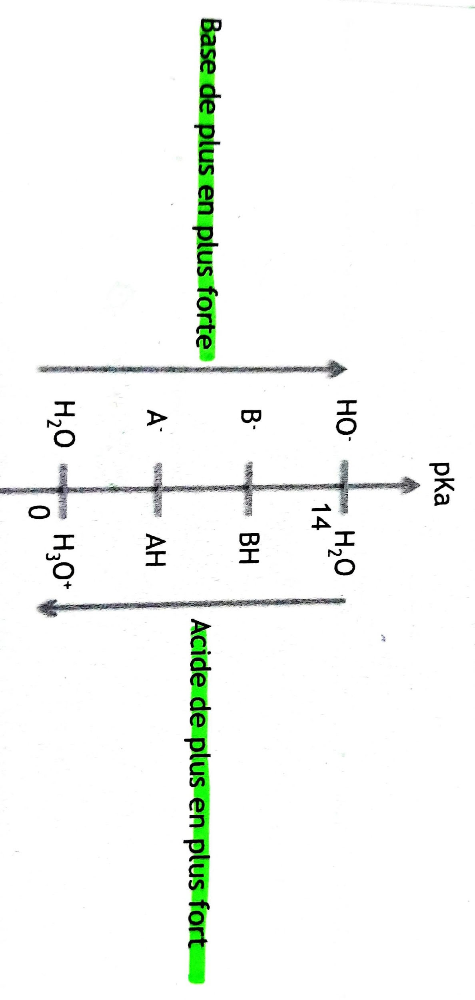 pKa
HO⁻ H₂O
14
B⁻ BH
Base de plus en plus forte
Acide de plus en plus fort
A⁻ AH
H₂O H₃O⁺
0